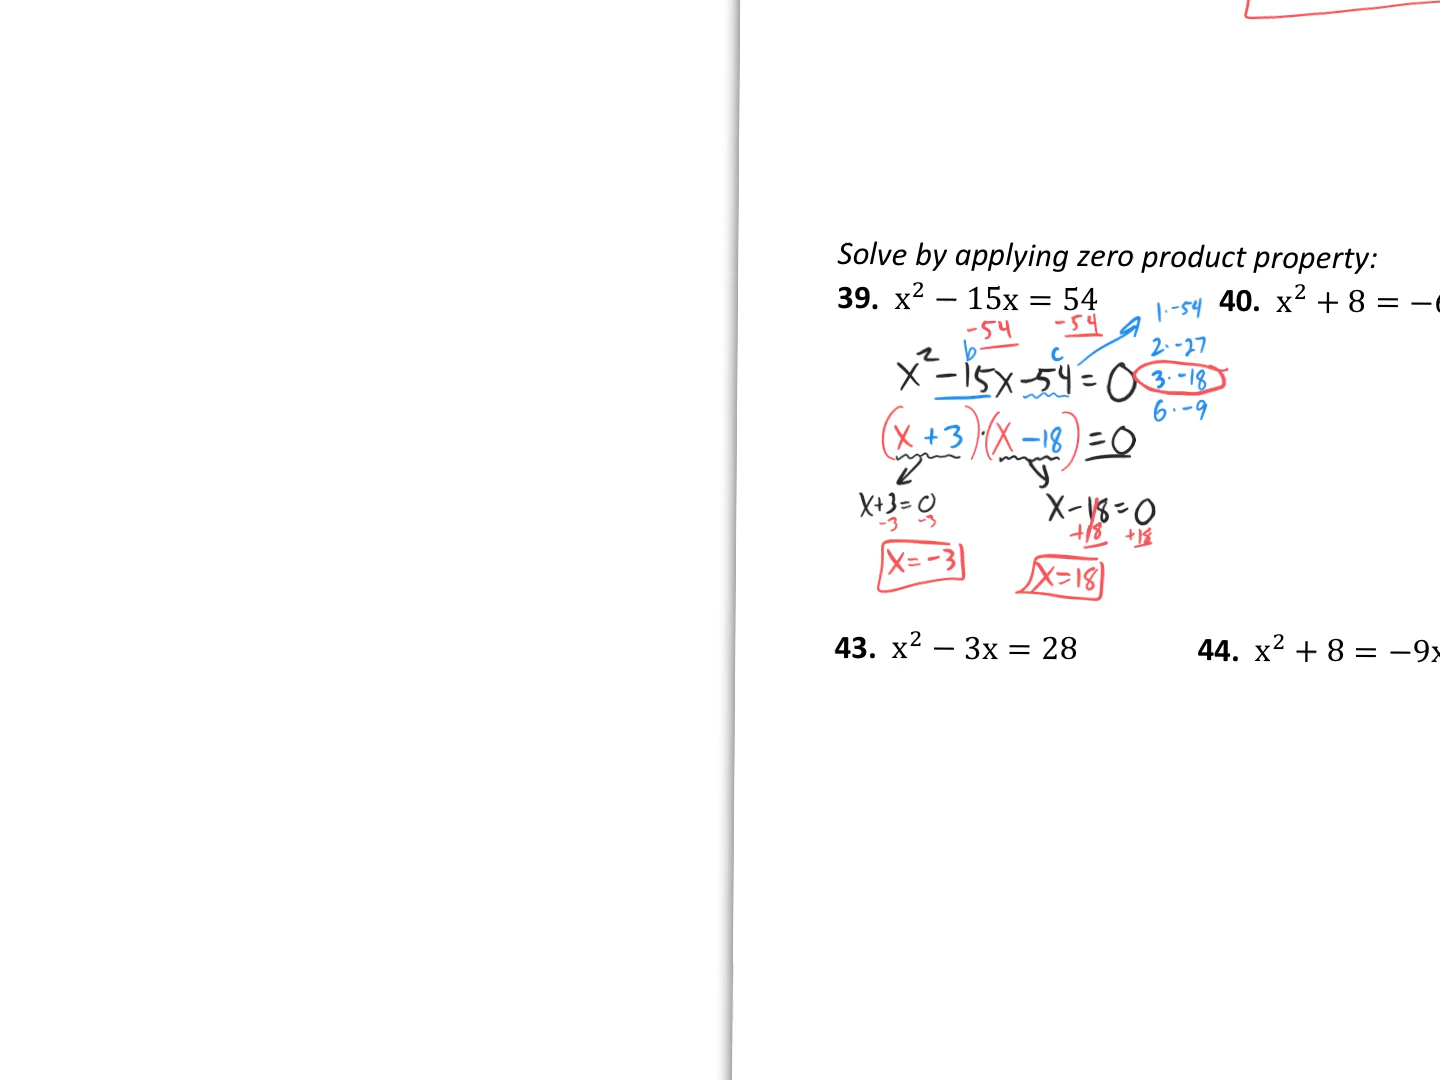 Solve by applying zero product property:
39. x² − 15x = 54
40. x² + 8 = −6
-54 -54
1·-54
b c
2·-27
x² -15x -54 = 0
3·-18
6·-9
(x +3)·(x -18) = 0
x+3=0 x-18=0
-3 -3 +18 +18
x=-3 x=18
43. x² − 3x = 28
44. x² + 8 = −9x